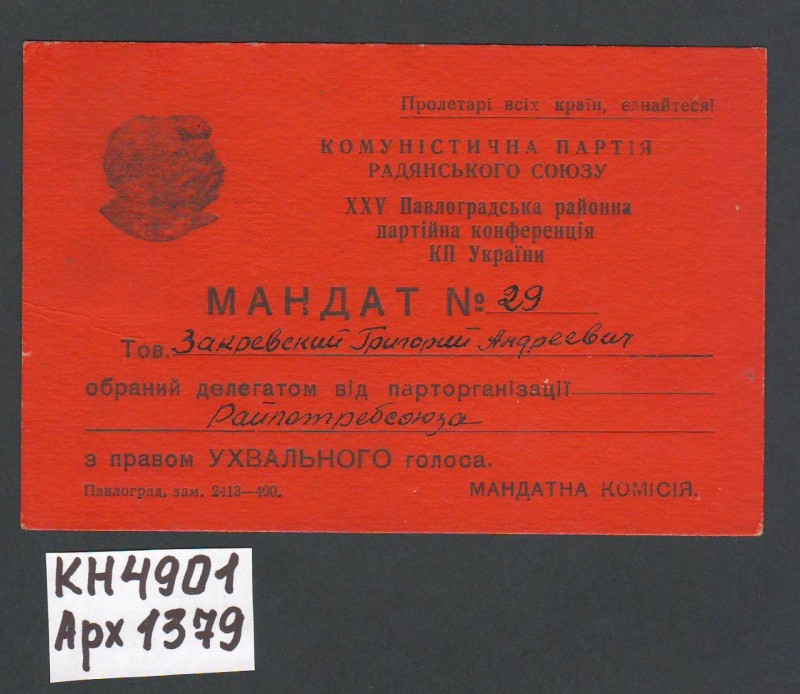 Пролетарі всіх країн, єднайтеся!
КОМУНІСТИЧНА ПАРТІЯ
РАДЯНСЬКОГО СОЮЗУ
XXV Павлоградська районна
партійна конференція
КП України
МАНДАТ № 29
Тов. Закревский Григорий Андреевич
обраний делегатом від парторганізації
Райпотребсоюза
з правом УХВАЛЬНОГО голоса.
Павлоград, зам. 2413—400.
МАНДАТНА КОМІСІЯ.
КН4901
Арх 1379